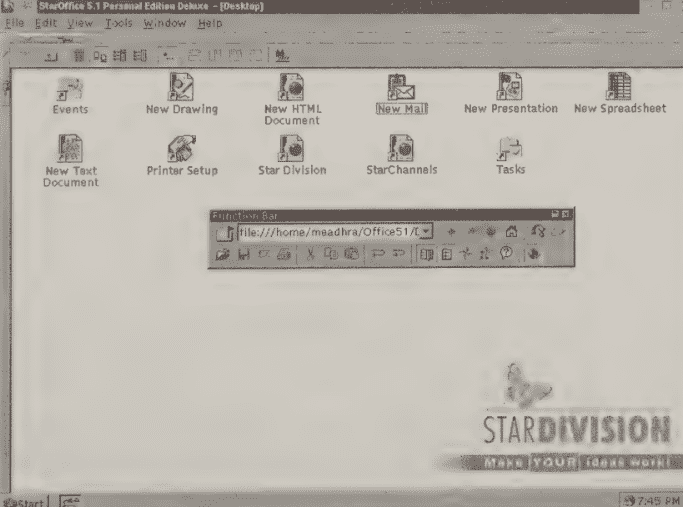 StarOffice 5.1 Personal Edition Deluxe - [Desktop]
File Edit View Tools Window Help
Events
New Drawing
New HTML
Document
New Mail
New Presentation
New Spreadsheet
New Text
Document
Printer Setup
Star Division
StarChannels
Tasks
Function Bar
file:///home/meadhra/Office51/
STARDIVISION
Make YOUR ideas work!
Start
7:45 PM